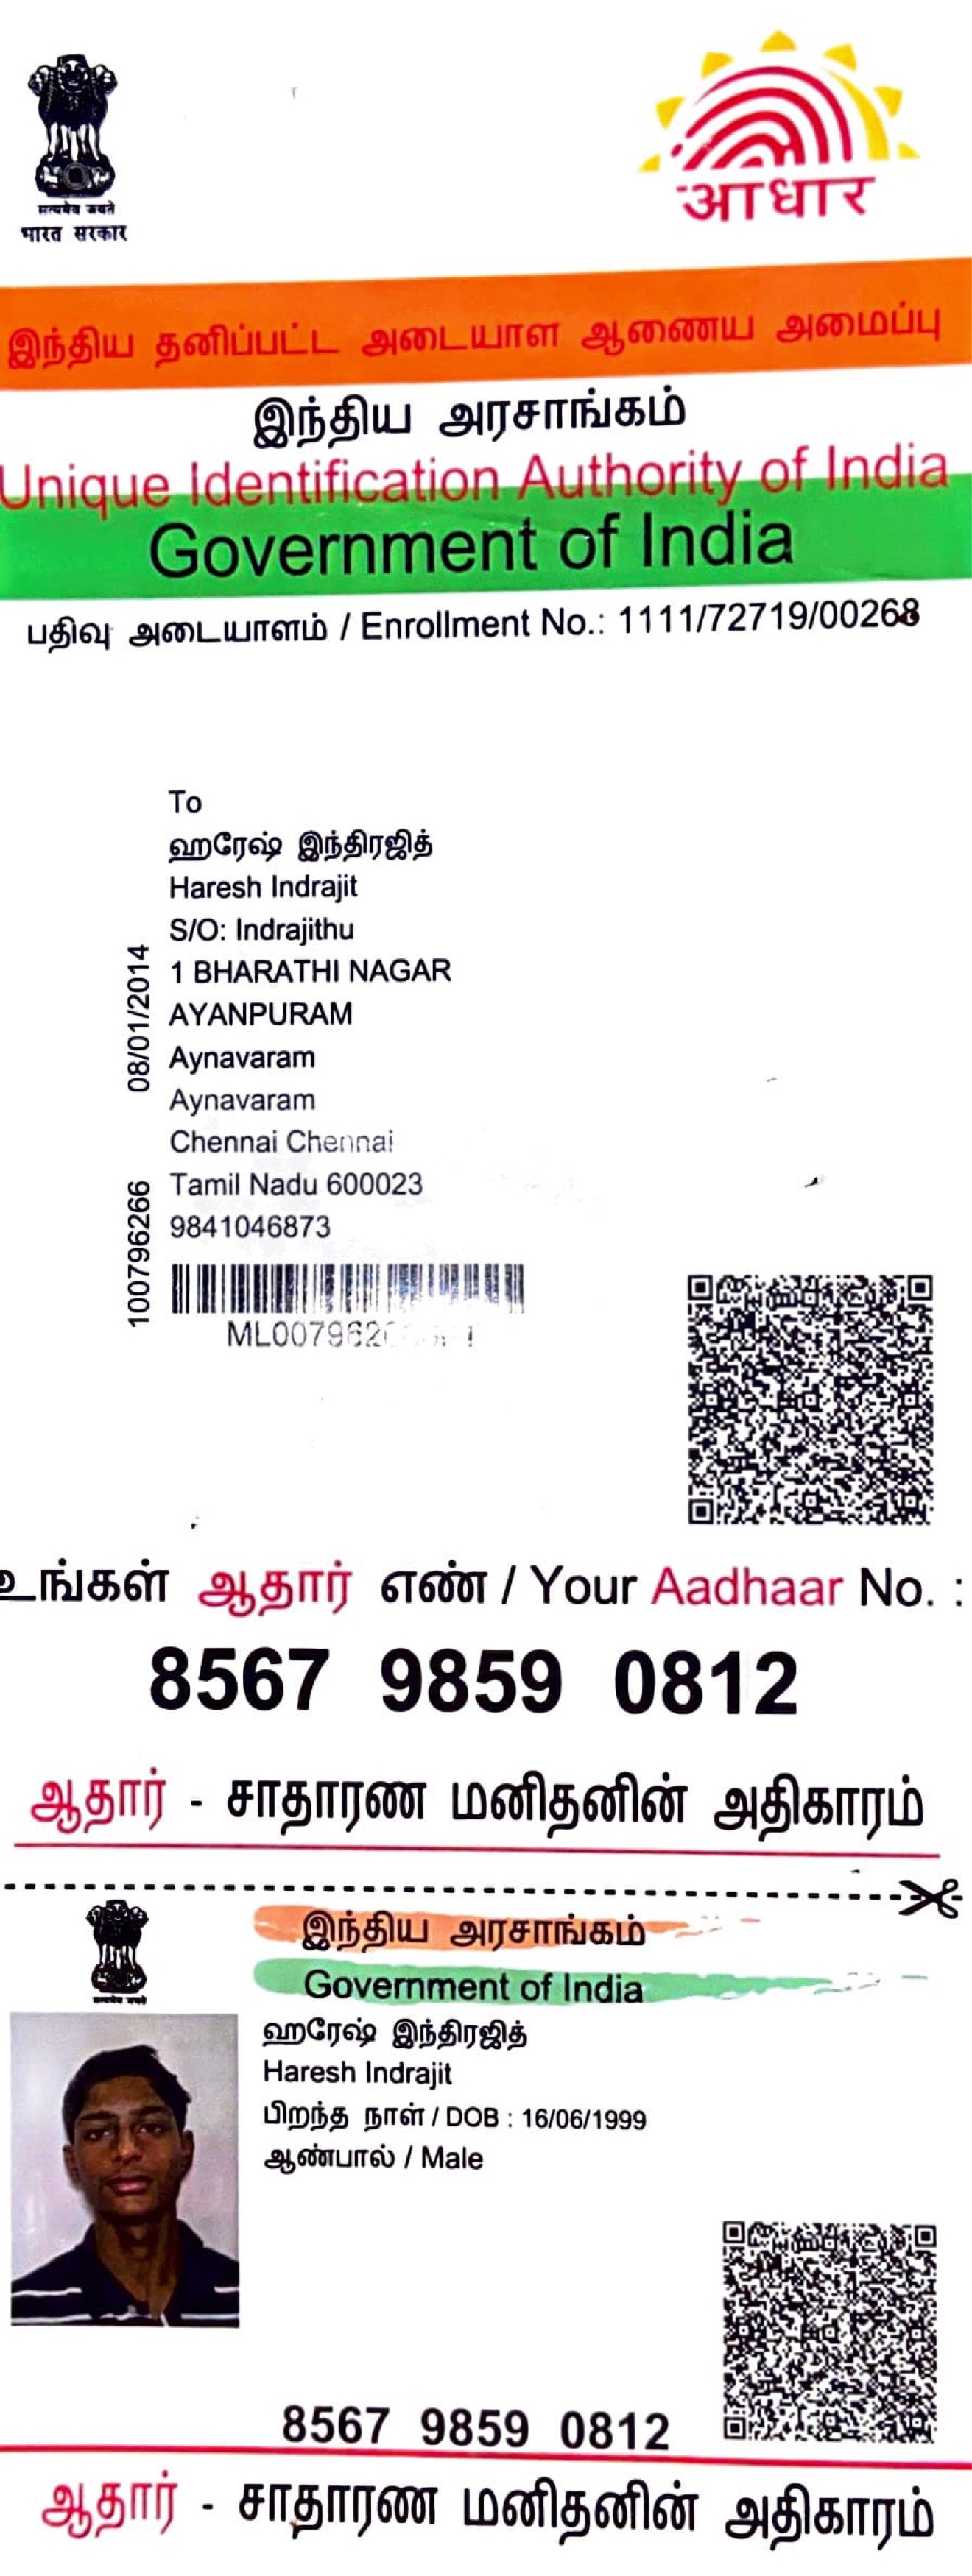 सत्यमेव जयते
भारत सरकार
आधार
இந்திய தனிப்பட்ட அடையாள ஆணைய அமைப்பு
இந்திய அரசாங்கம்
Unique Identification Authority of India
Government of India
பதிவு அடையாளம் / Enrollment No.: 1111/72719/00268
To
ஹரேஷ் இந்திரஜித்
Haresh Indrajit
S/O: Indrajithu
1 BHARATHI NAGAR
AYANPURAM
Aynavaram
Aynavaram
Chennai Chennai
Tamil Nadu 600023
9841046873
08/01/2014
100796266
உங்கள் ஆதார் எண் / Your Aadhaar No. :
8567 9859 0812
ஆதார் - சாதாரண மனிதனின் அதிகாரம்
सत्यमेव जयते
இந்திய அரசாங்கம்
Government of India
ஹரேஷ் இந்திரஜித்
Haresh Indrajit
பிறந்த நாள் / DOB : 16/06/1999
ஆண்பால் / Male
8567 9859 0812
ஆதார் - சாதாரண மனிதனின் அதிகாரம்